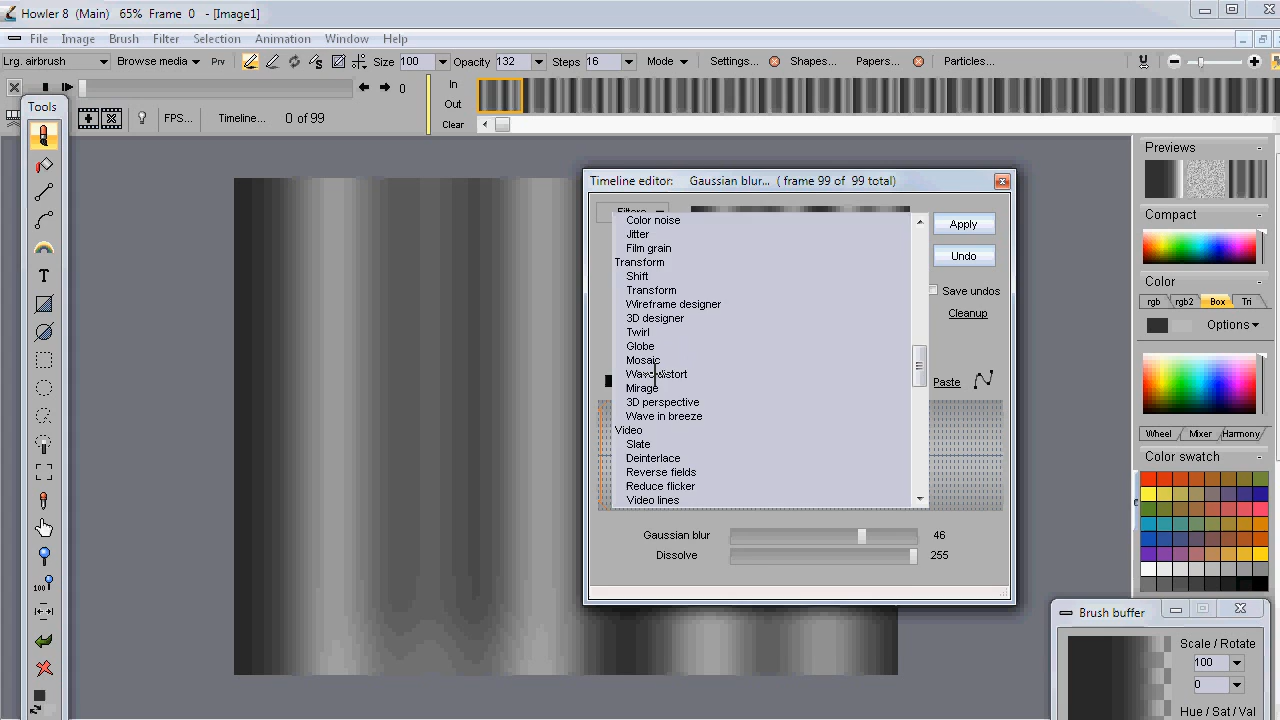 Howler 8 (Main) 65% Frame 0 - [Image1]
File Image Brush Filter Selection Animation Window Help
Lrg. airbrush Browse media Prv Size 100 Opacity 132 Step 16 Mode Settings... Shapes... Papers... Particles...
0 In
Out
Clear
FPS... Timeline... 0 of 99
Tools
Timeline editor: Gaussian blur... ( frame 99 of 99 total)
Apply
Undo
Save undos
Cleanup
Paste
Color noise
Jitter
Film grain
Transform
Shift
Transform
Wireframe designer
3D designer
Twirl
Globe
Mosaic
Wave distort
Mirage
3D perspective
Wave in breeze
Video
Slate
Deinterlace
Reverse fields
Reduce flicker
Video lines
Gaussian blur 46
Dissolve 255
Previews
Compact
Color
rgb rgb2 Box Tri
Options
Wheel Mixer Harmony
Color swatch
100
Brush buffer
Scale / Rotate
100
0
Hue / Sat / Val